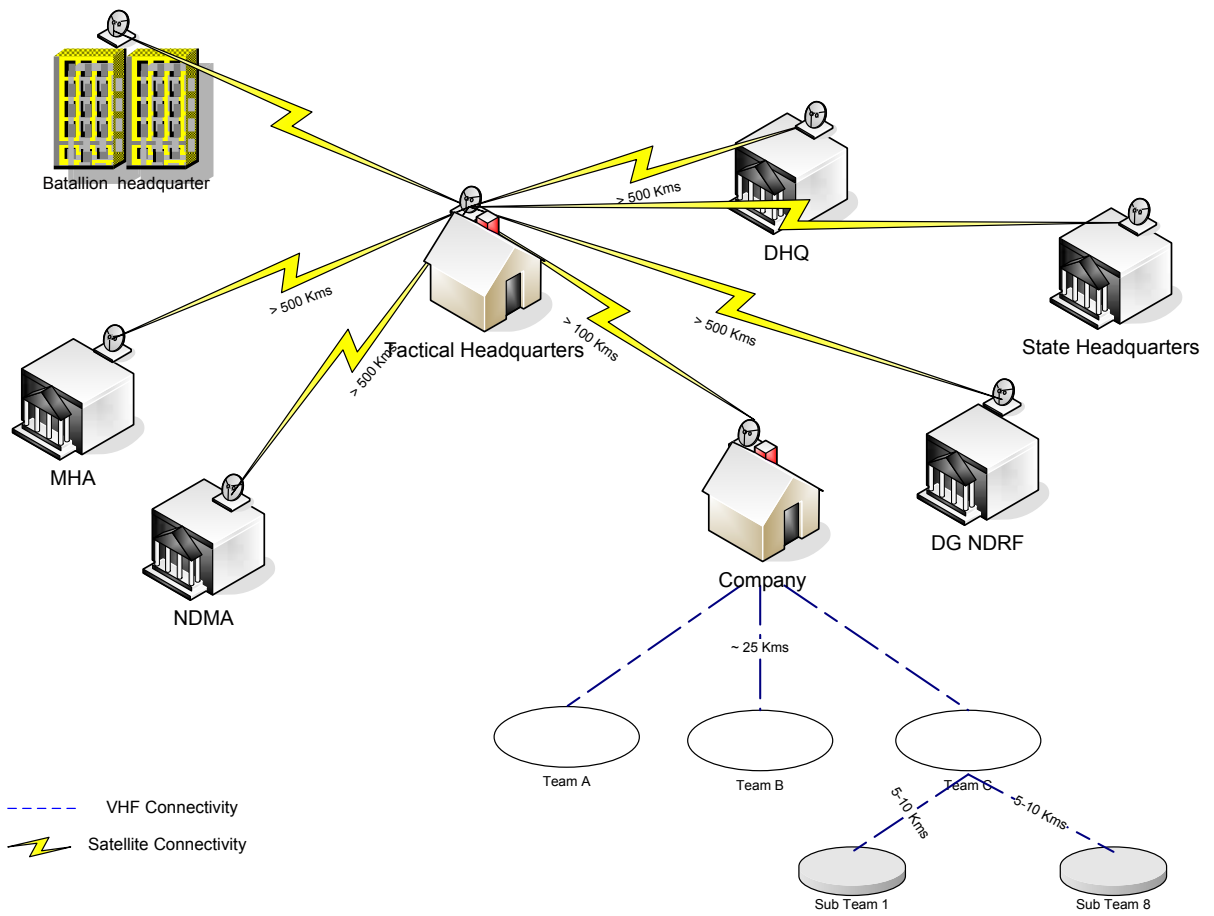 Batallion headquarter
> 500 Kms
DHQ
> 500 Kms
Tactical Headquarters
> 500 Kms
> 100 Kms
> 500 Kms
State Headquarters
MHA
NDMA
Company
DG NDRF
~ 25 Kms
Team A
Team B
Team C
5-10 Kms
5-10 Kms
VHF Connectivity
Satellite Connectivity
Sub Team 1
Sub Team 8